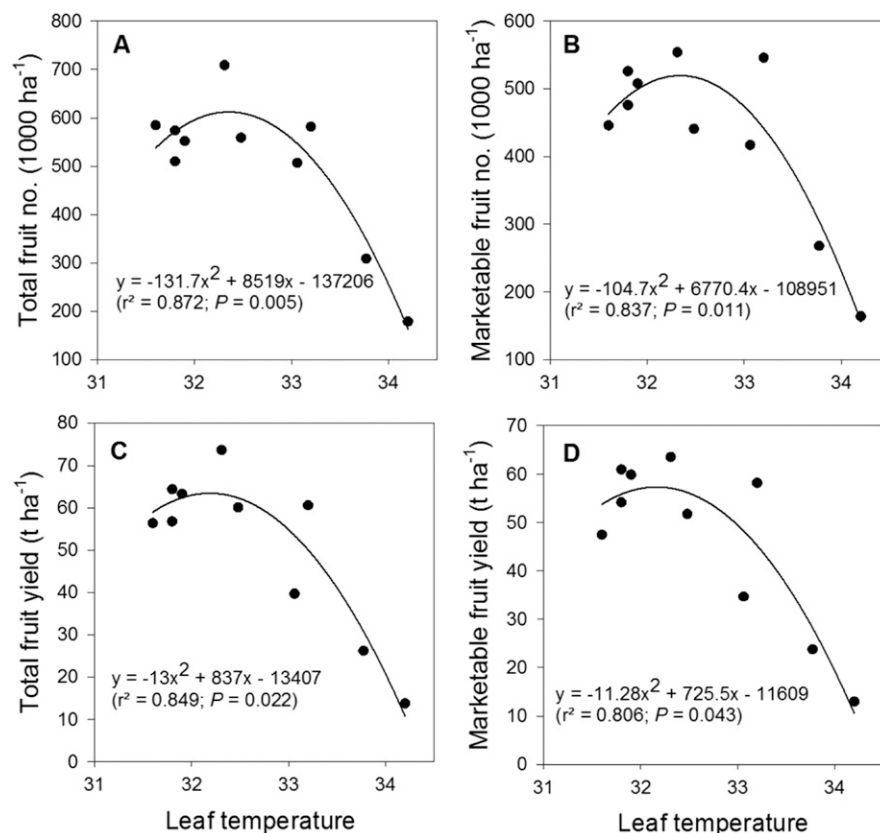 A
Total fruit no. (1000 ha⁻¹)
800
700
600
500
400
300
200
100
y = -131.7x² + 8519x - 137206
(r² = 0.872; P = 0.005)
31 32 33 34
B
Marketable fruit no. (1000 ha⁻¹)
600
500
400
300
200
100
y = -104.7x² + 6770.4x - 108951
(r² = 0.837; P = 0.011)
31 32 33 34
C
Total fruit yield (t ha⁻¹)
80
70
60
50
40
30
20
10
0
y = -13x² + 837x - 13407
(r² = 0.849; P = 0.022)
31 32 33 34
Leaf temperature
D
Marketable fruit yield (t ha⁻¹)
70
60
50
40
30
20
10
0
y = -11.28x² + 725.5x - 11609
(r² = 0.806; P = 0.043)
31 32 33 34
Leaf temperature